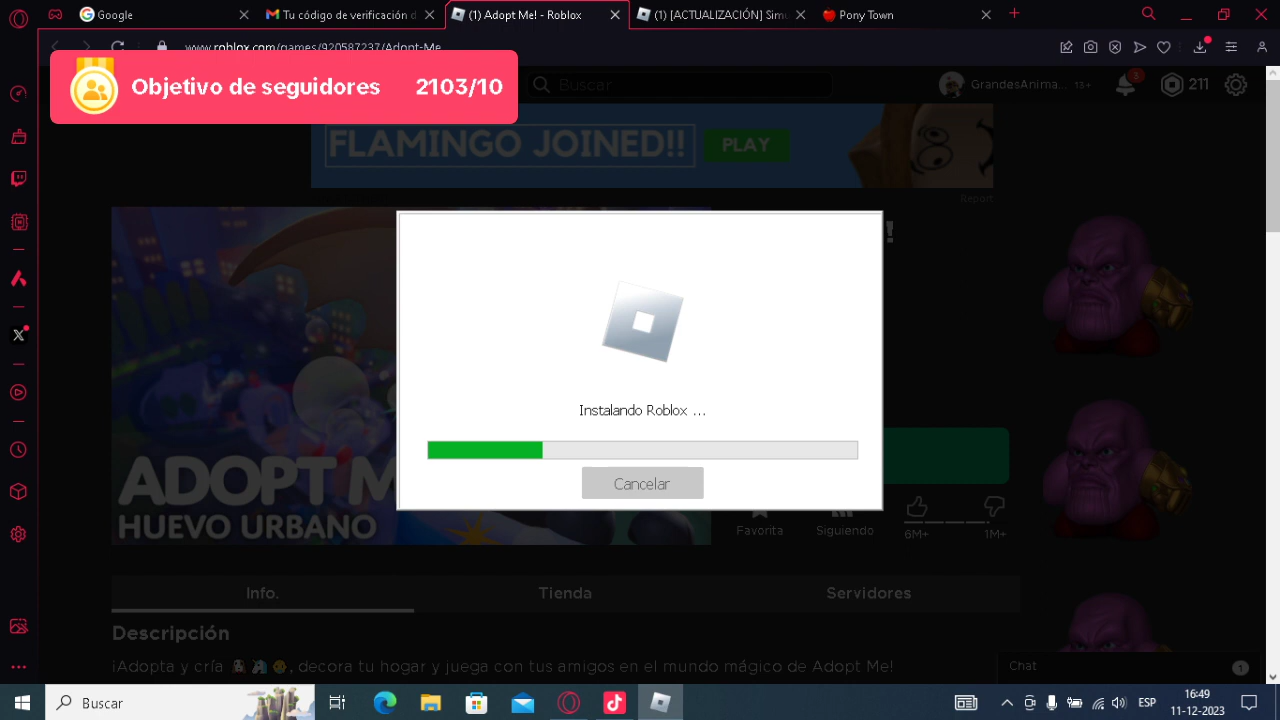 Google
Tu código de verificación d
(1) Adopt Me! - Roblox
(1) [ACTUALIZACIÓN] Simu
Pony Town
www.roblox.com/games/920587237/Adopt-Me
Objetivo de seguidores 2103/10
Buscar
GrandesAnima... 13+
3
211
FLAMINGO JOINED!!
PLAY
Report
!
Instalando Roblox ...
Cancelar
ADOPT M
HUEVO URBANO
Favorita
Siguiendo
6M+
1M+
Info.
Tienda
Servidores
Descripción
¡Adopta y cría, decora tu hogar y juega con tus amigos en el mundo mágico de Adopt Me!
Chat
1
Buscar
ESP
16:49
11-12-2023